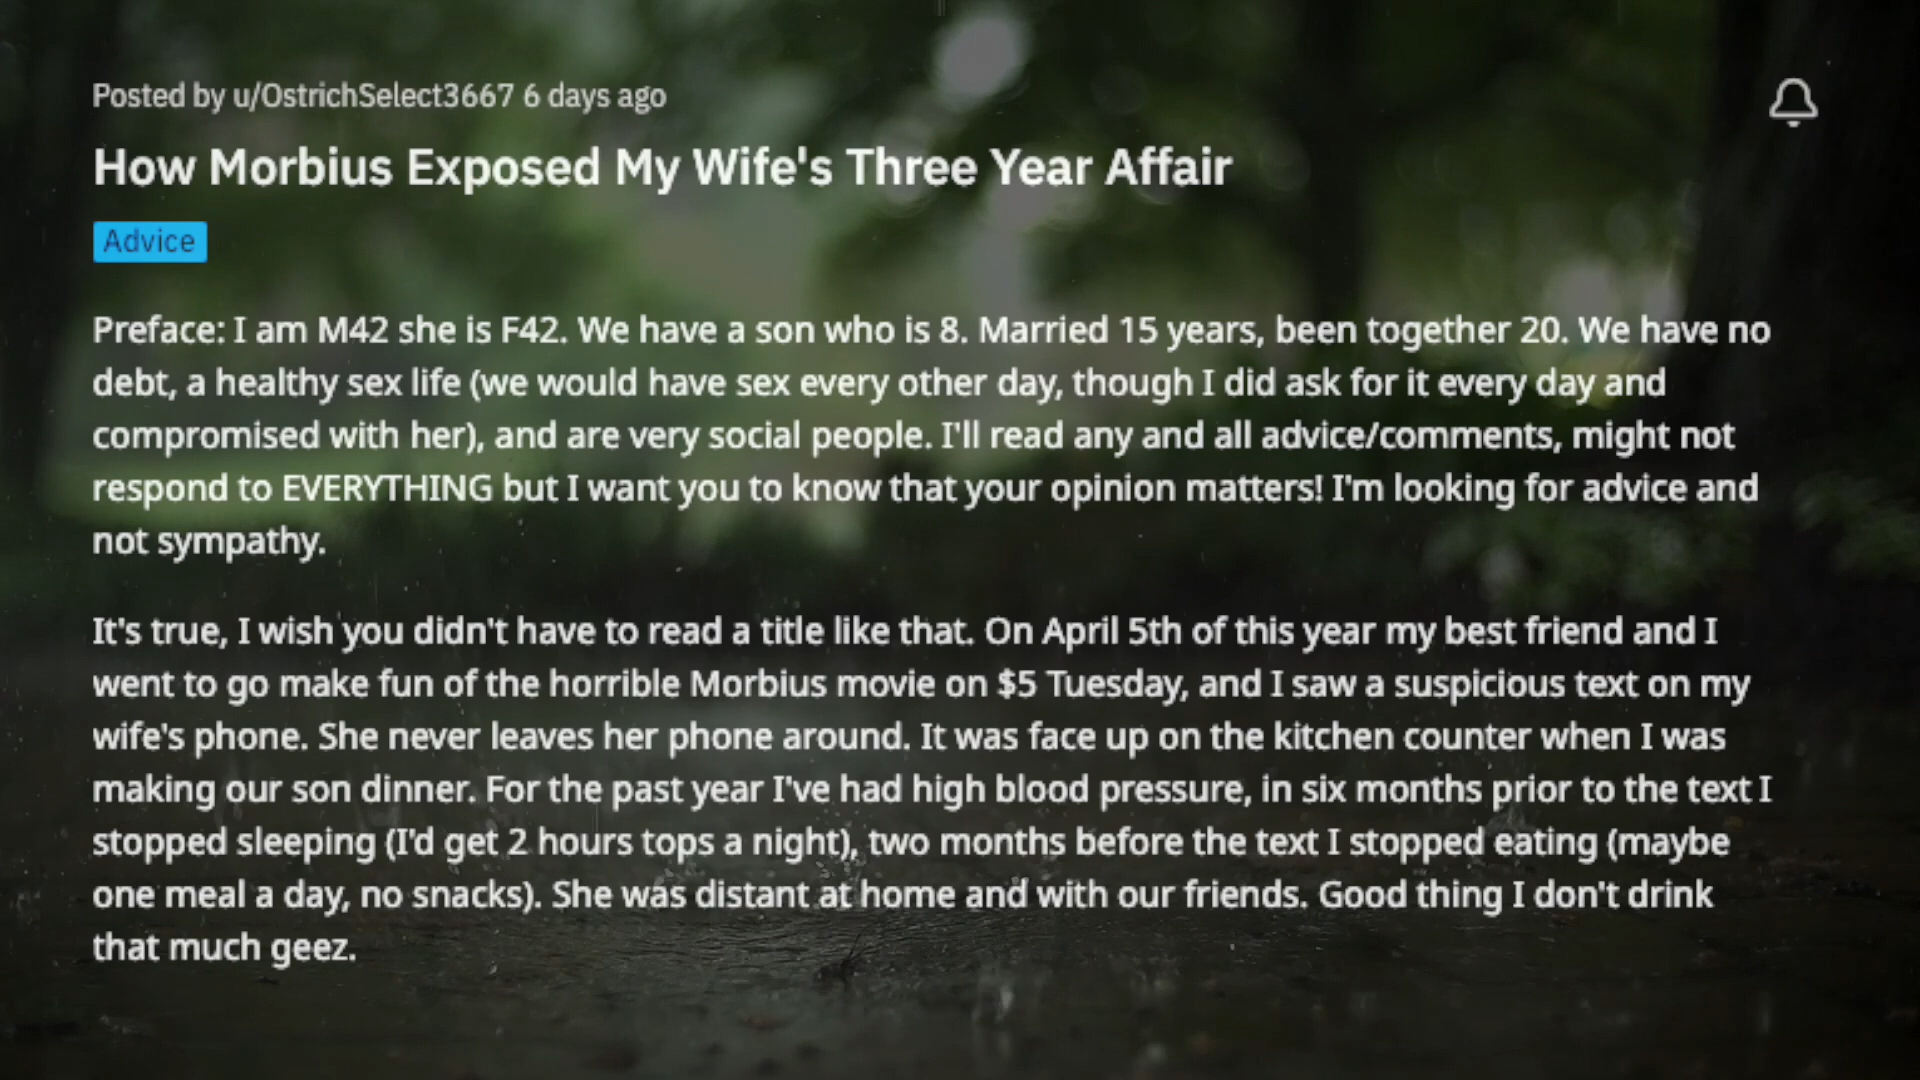 Posted by u/OstrichSelect3667 6 days ago
How Morbius Exposed My Wife's Three Year Affair
Advice
Preface: I am M42 she is F42. We have a son who is 8. Married 15 years, been together 20. We have no
debt, a healthy sex life (we would have sex every other day, though I did ask for it every day and
compromised with her), and are very social people. I'll read any and all advice/comments, might not
respond to EVERYTHING but I want you to know that your opinion matters! I'm looking for advice and
not sympathy.
It's true, I wish you didn't have to read a title like that. On April 5th of this year my best friend and I
went to go make fun of the horrible Morbius movie on $5 Tuesday, and I saw a suspicious text on my
wife's phone. She never leaves her phone around. It was face up on the kitchen counter when I was
making our son dinner. For the past year I've had high blood pressure, in six months prior to the text I
stopped sleeping (I'd get 2 hours tops a night), two months before the text I stopped eating (maybe
one meal a day, no snacks). She was distant at home and with our friends. Good thing I don't drink
that much geez.